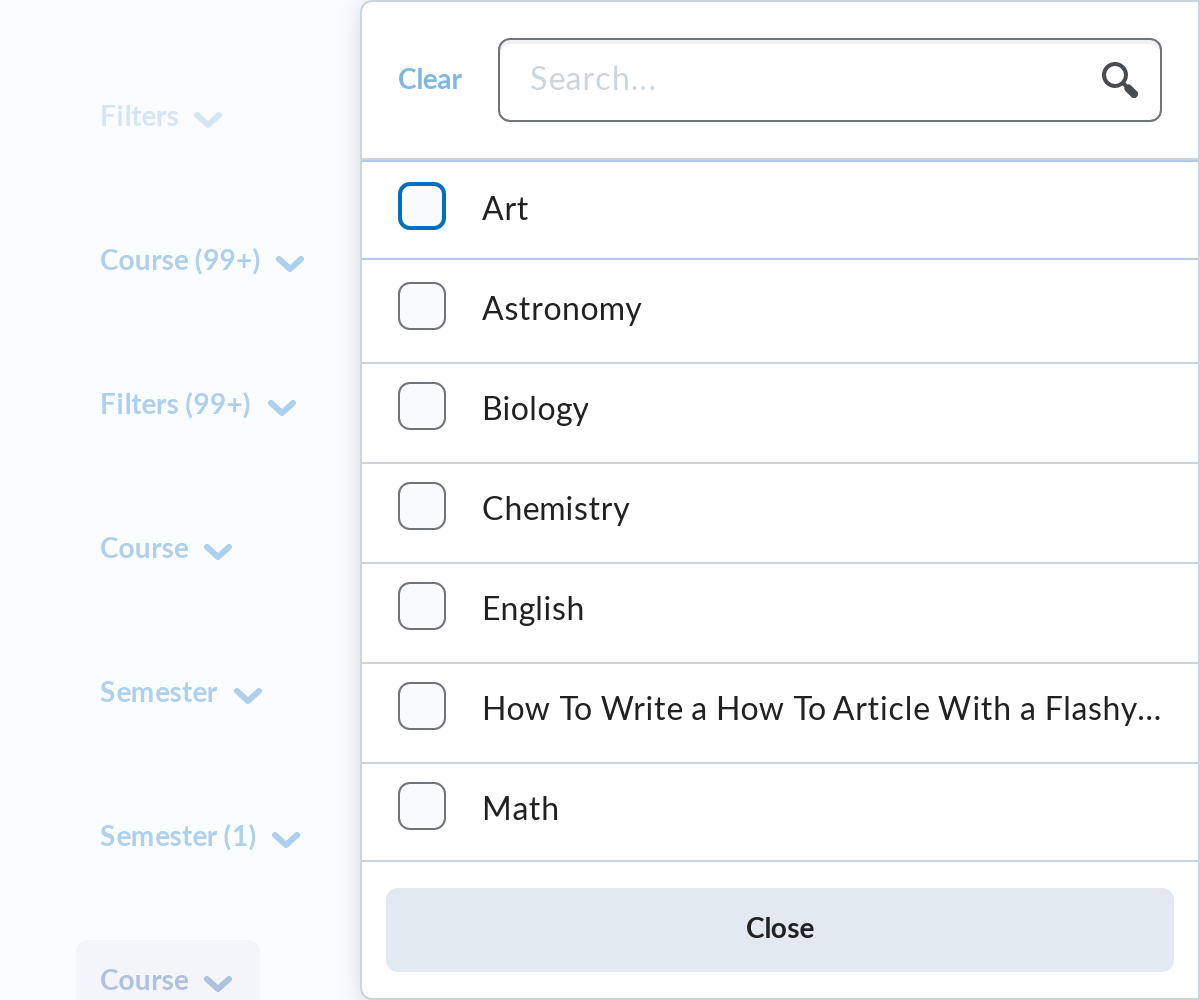 Filters
Course (99+)
Filters (99+)
Course
Semester
Semester (1)
Course
Clear
Search...
Art
Astronomy
Biology
Chemistry
English
How To Write a How To Article With a Flashy...
Math
Close